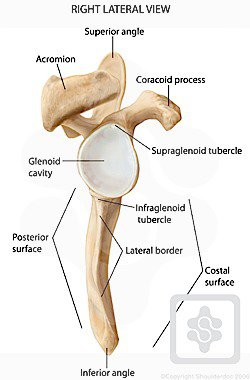 RIGHT LATERAL VIEW
Superior angle
Acromion
Coracoid process
Supraglenoid tubercle
Glenoid
cavity
Infraglenoid
tubercle
Posterior
surface
Lateral border
Costal
surface
Inferior angle